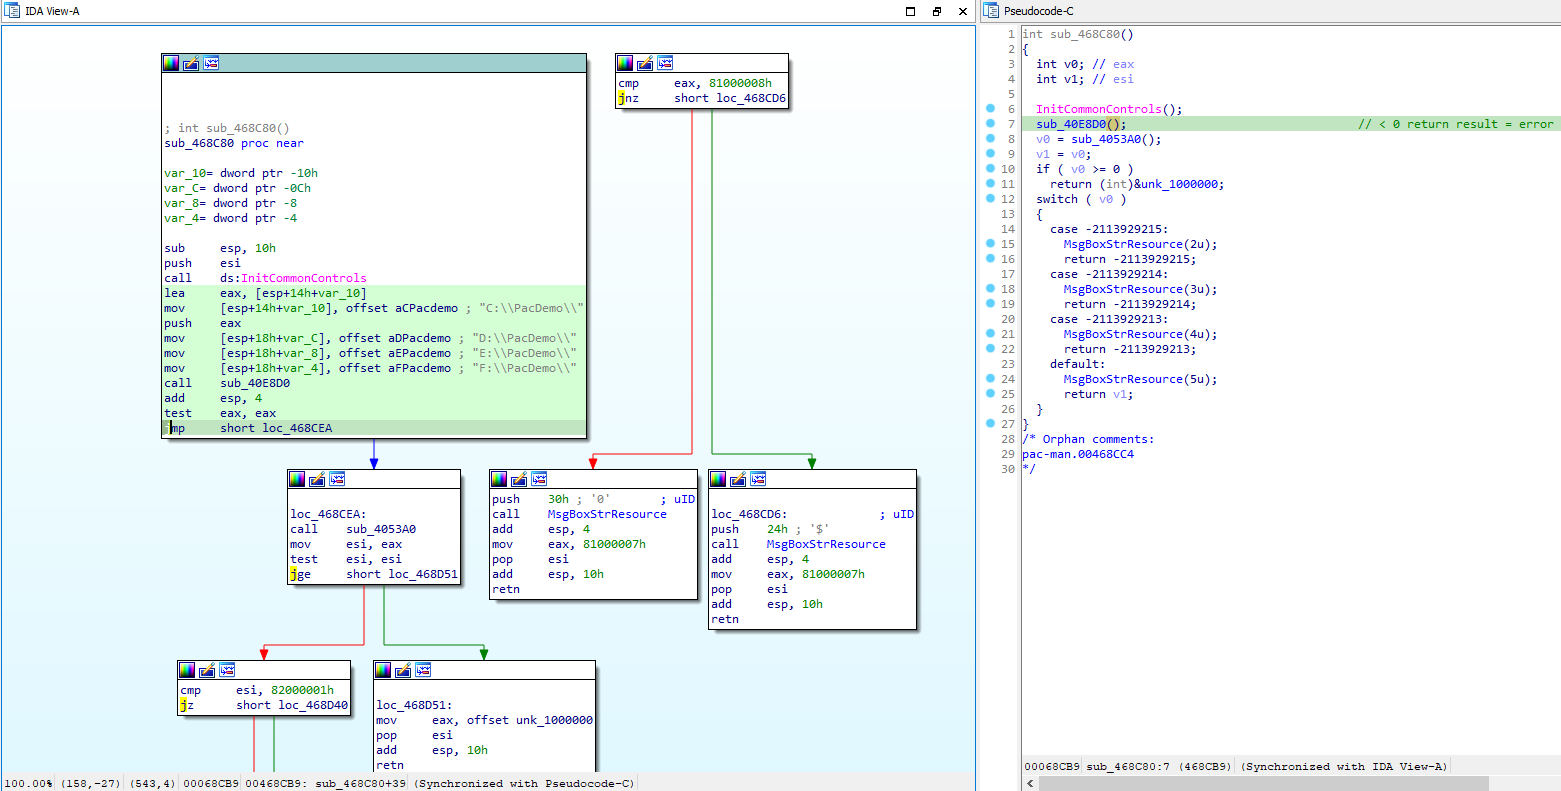 IDA View-A
; int sub_468C80()
sub_468C80 proc near
var_10= dword ptr -10h
var_C= dword ptr -0Ch
var_8= dword ptr -8
var_4= dword ptr -4
sub     esp, 10h
push    esi
call    ds:InitCommonControls
lea     eax, [esp+14h+var_10]
mov     [esp+14h+var_10], offset aCPacdemo ; "C:\\PacDemo\\"
push    eax
mov     [esp+18h+var_C], offset aDPacdemo ; "D:\\PacDemo\\"
mov     [esp+18h+var_8], offset aEPacdemo ; "E:\\PacDemo\\"
mov     [esp+18h+var_4], offset aFPacdemo ; "F:\\PacDemo\\"
call    sub_40E8D0
add     esp, 4
test    eax, eax
jmp     short loc_468CEA
cmp     eax, 81000008h
jnz     short loc_468CD6
loc_468CEA:
call    sub_4053A0
mov     esi, eax
test    esi, esi
jge     short loc_468D51
push    30h ; '0'       ; uID
call    MsgBoxStrResource
add     esp, 4
mov     eax, 81000007h
pop     esi
add     esp, 10h
retn
loc_468CD6:             ; uID
push    24h ; '$'
call    MsgBoxStrResource
add     esp, 4
mov     eax, 81000007h
pop     esi
add     esp, 10h
retn
cmp     esi, 82000001h
jz      short loc_468D40
loc_468D51:
mov     eax, offset unk_1000000
pop     esi
add     esp, 10h
retn
100.00% (158,-27) (543,4) 00068CB9 00468CB9: sub_468C80+39 (Synchronized with Pseudocode-C)
Pseudocode-C
1 int sub_468C80()
2 {
3   int v0; // eax
4   int v1; // esi
5
6   InitCommonControls();
7   sub_40E8D0();                                 // < 0 return result = error
8   v0 = sub_4053A0();
9   v1 = v0;
10   if ( v0 >= 0 )
11     return (int)&unk_1000000;
12   switch ( v0 )
13   {
14     case -2113929215:
15       MsgBoxStrResource(2u);
16       return -2113929215;
17     case -2113929214:
18       MsgBoxStrResource(3u);
19       return -2113929214;
20     case -2113929213:
21       MsgBoxStrResource(4u);
22       return -2113929213;
23     default:
24       MsgBoxStrResource(5u);
25       return v1;
26   }
27 }
28 /* Orphan comments:
29 pac-man.00468CC4
30 */
00068CB9 sub_468C80:7 (468CB9) (Synchronized with IDA View-A)